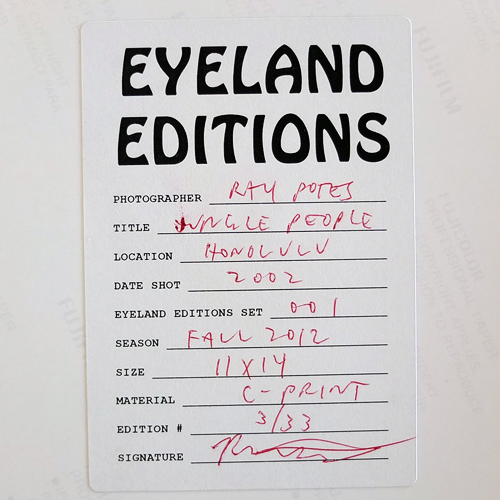 EYELAND
EDITIONS
PHOTOGRAPHER RAY POTES
TITLE JUNGLE PEOPLE
LOCATION HONOLULU
DATE SHOT 2002
EYELAND EDITIONS SET 001
SEASON FALL 2012
SIZE 11X14
MATERIAL C-PRINT
EDITION # 3/33
SIGNATURE
FUJIFILM